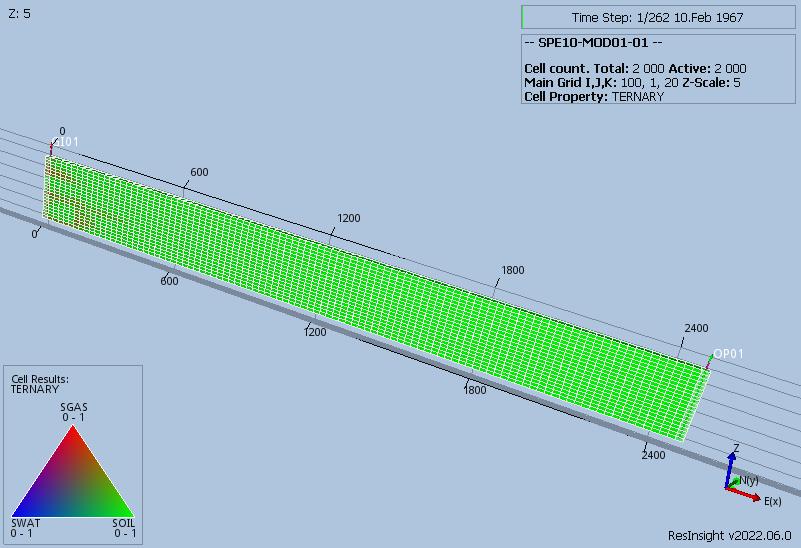 Z: 5
Time Step: 1/262 10.Feb 1967
-- SPE10-MOD01-01 --
Cell count. Total: 2 000 Active: 2 000
Main Grid I,J,K: 100, 1, 20 Z-Scale: 5
Cell Property: TERNARY
0
GI01
600
1200
1800
2400
OP01
0
600
1200
1800
2400
Cell Results:
TERNARY
SGAS
0 - 1
SWAT SOIL
0 - 1 0 - 1
Z
N(y)
E(x)
ResInsight v2022.06.0